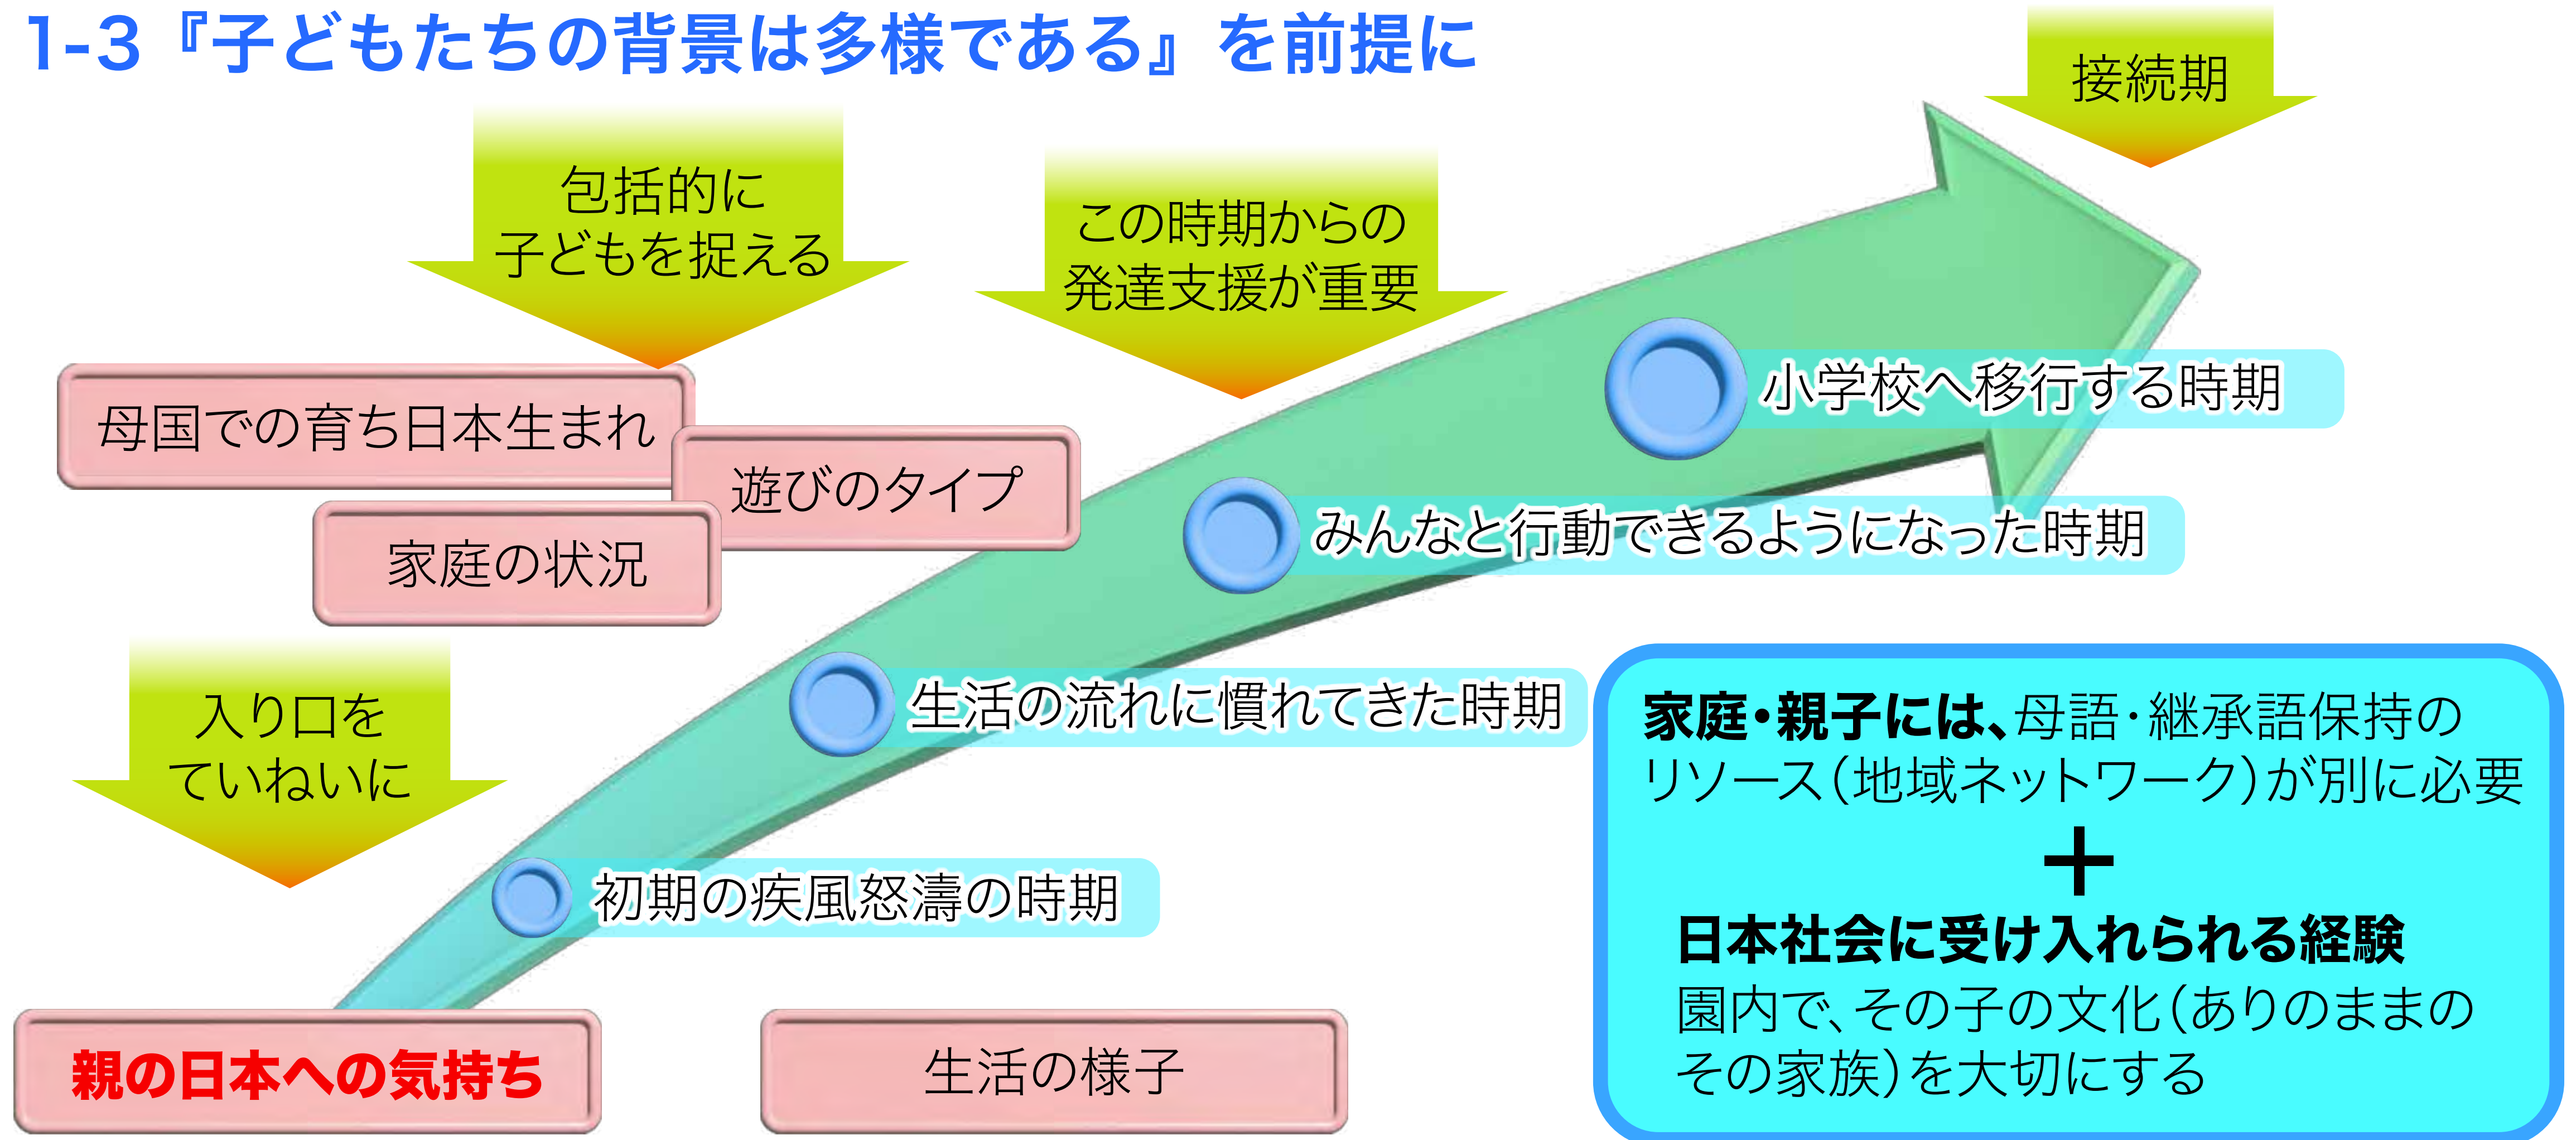 1-3『子どもたちの背景は多様である』を前提に
接続期
包括的に
子どもを捉える
この時期からの
発達支援が重要
母国での育ち日本生まれ
遊びのタイプ
家庭の状況
小学校へ移行する時期
みんなと行動できるようになった時期
生活の流れに慣れてきた時期
入り口を
ていねいに
初期の疾風怒濤の時期
親の日本への気持ち
生活の様子
家庭・親子には、母語・継承語保持の
リソース（地域ネットワーク）が別に必要
＋
日本社会に受け入れられる経験
園内で、その子の文化（ありのままの
その家族）を大切にする